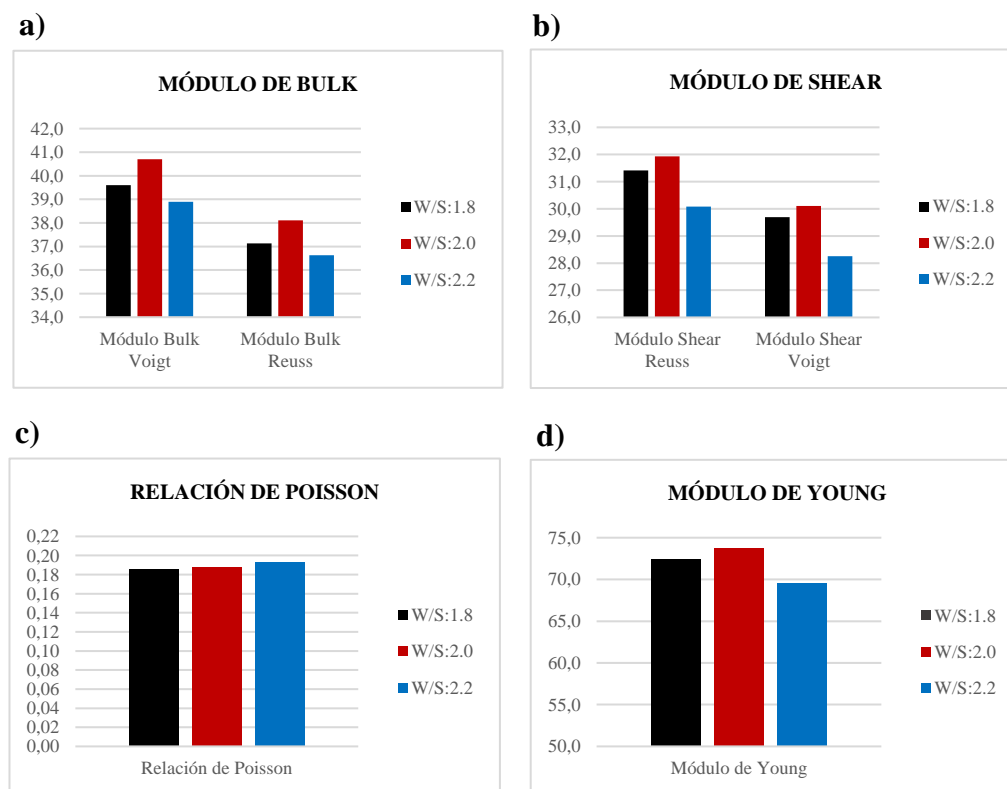 a)
MÓDULO DE BULK
42,0
41,0
40,0
39,0
38,0
37,0
36,0
35,0
34,0
Módulo Bulk
Voigt
Módulo Bulk
Reuss
W/S:1.8
W/S:2.0
W/S:2.2
b)
MÓDULO DE SHEAR
33,0
32,0
31,0
30,0
29,0
28,0
27,0
26,0
Módulo Shear
Reuss
Módulo Shear
Voigt
W/S:1.8
W/S:2.0
W/S:2.2
c)
RELACIÓN DE POISSON
0,22
0,20
0,18
0,16
0,14
0,12
0,10
0,08
0,06
0,04
0,02
0,00
Relación de Poisson
W/S:1.8
W/S:2.0
W/S:2.2
d)
MÓDULO DE YOUNG
75,0
70,0
65,0
60,0
55,0
50,0
Módulo de Young
W/S:1.8
W/S:2.0
W/S:2.2